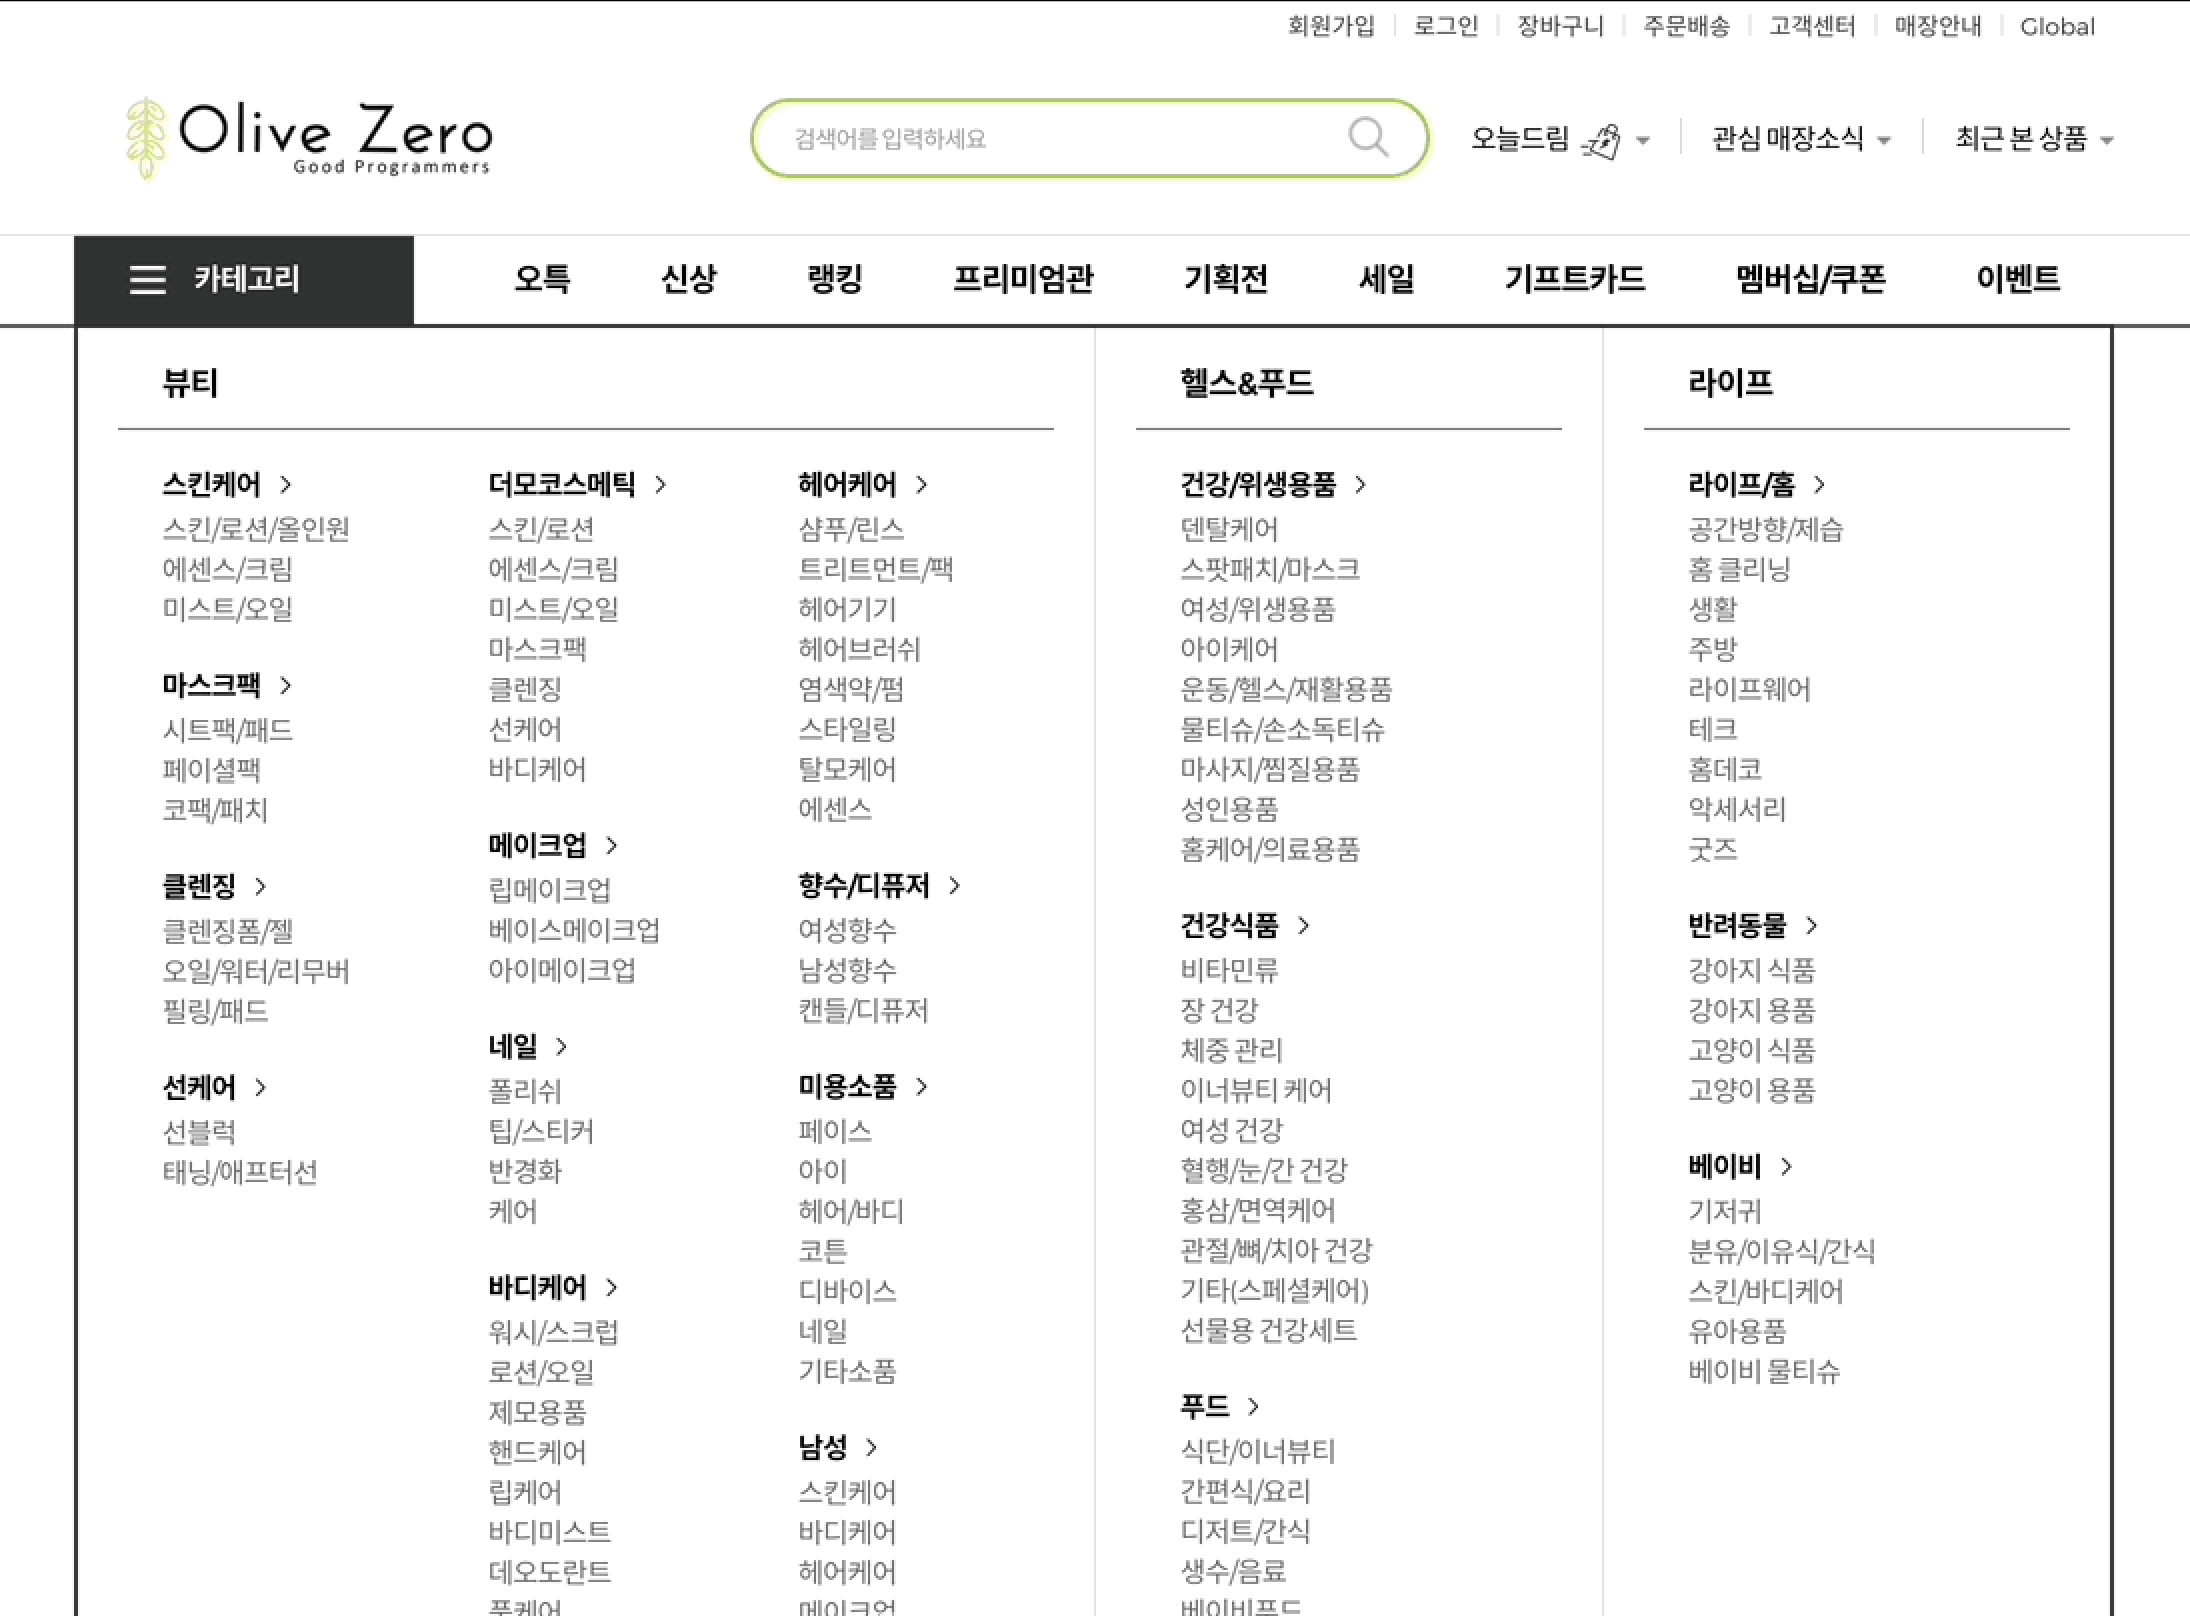 회원가입 로그인 장바구니 주문배송 고객센터 매장안내 Global
Olive Zero
Good Programmers
검색어를 입력하세요
오늘드림 관심 매장소식 최근 본 상품
카테고리 오특 신상 랭킹 프리미엄관 기획전 세일 기프트카드 멤버십/쿠폰 이벤트
뷰티
스킨케어 >
스킨/로션/올인원
에센스/크림
미스트/오일
마스크팩 >
시트팩/패드
페이셜팩
코팩/패치
클렌징 >
클렌징폼/젤
오일/워터/리무버
필링/패드
선케어 >
선블럭
태닝/애프터선
더모코스메틱 >
스킨/로션
에센스/크림
미스트/오일
마스크팩
클렌징
선케어
바디케어
메이크업 >
립메이크업
베이스메이크업
아이메이크업
네일 >
폴리쉬
팁/스티커
반경화
케어
바디케어 >
워시/스크럽
로션/오일
제모용품
핸드케어
립케어
바디미스트
데오도란트
풋케어
헤어케어 >
샴푸/린스
트리트먼트/팩
헤어기기
헤어브러쉬
염색약/펌
스타일링
탈모케어
에센스
향수/디퓨저 >
여성향수
남성향수
캔들/디퓨저
미용소품 >
페이스
아이
헤어/바디
코튼
디바이스
네일
기타소품
남성 >
스킨케어
바디케어
헤어케어
메이크업
헬스&푸드
건강/위생용품 >
덴탈케어
스팟패치/마스크
여성/위생용품
아이케어
운동/헬스/재활용품
물티슈/손소독티슈
마사지/찜질용품
성인용품
홈케어/의료용품
건강식품 >
비타민류
장 건강
체중 관리
이너뷰티 케어
여성 건강
혈행/눈/간 건강
홍삼/면역케어
관절/뼈/치아 건강
기타(스페셜케어)
선물용 건강세트
푸드 >
식단/이너뷰티
간편식/요리
디저트/간식
생수/음료
베이비푸드
라이프
라이프/홈 >
공간방향/제습
홈 클리닝
생활
주방
라이프웨어
테크
홈데코
악세서리
굿즈
반려동물 >
강아지 식품
강아지 용품
고양이 식품
고양이 용품
베이비 >
기저귀
분유/이유식/간식
스킨/바디케어
유아용품
베이비 물티슈